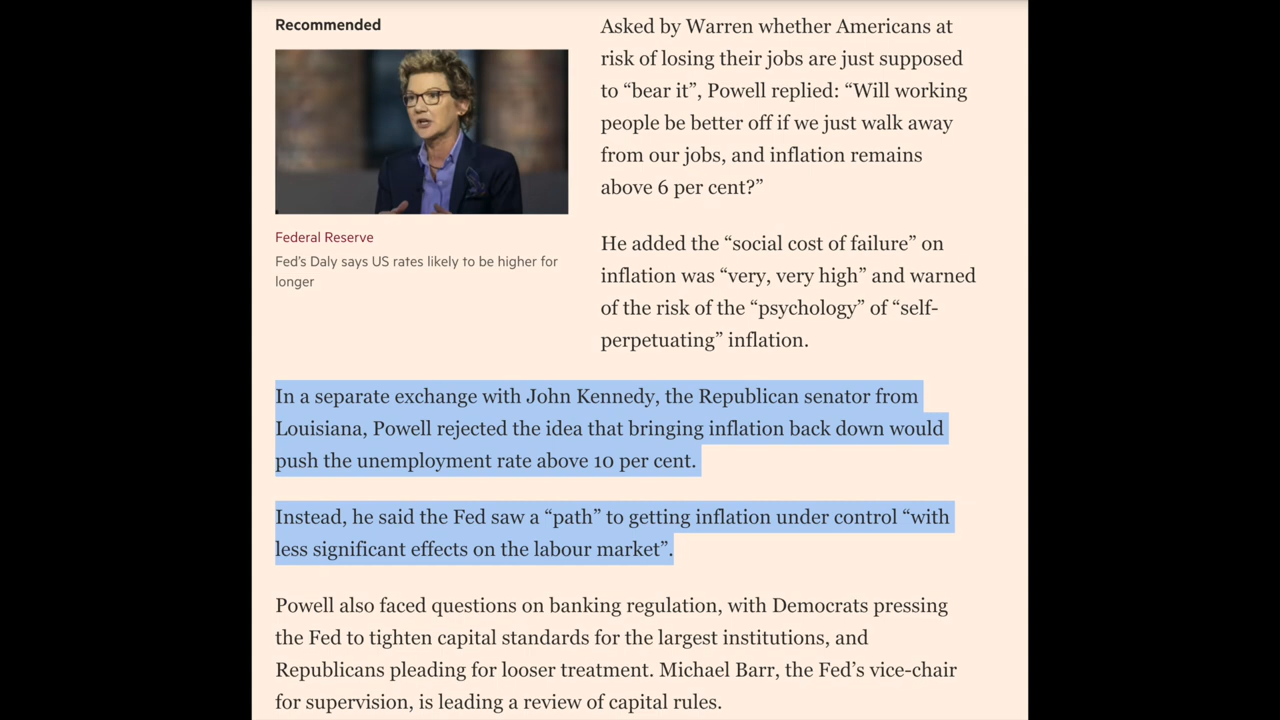 Recommended
Federal Reserve
Fed’s Daly says US rates likely to be higher for
longer
Asked by Warren whether Americans at
risk of losing their jobs are just supposed
to “bear it”, Powell replied: “Will working
people be better off if we just walk away
from our jobs, and inflation remains
above 6 per cent?”
He added the “social cost of failure” on
inflation was “very, very high” and warned
of the risk of the “psychology” of “self-
perpetuating” inflation.
In a separate exchange with John Kennedy, the Republican senator from
Louisiana, Powell rejected the idea that bringing inflation back down would
push the unemployment rate above 10 per cent.
Instead, he said the Fed saw a “path” to getting inflation under control “with
less significant effects on the labour market”.
Powell also faced questions on banking regulation, with Democrats pressing
the Fed to tighten capital standards for the largest institutions, and
Republicans pleading for looser treatment. Michael Barr, the Fed’s vice-chair
for supervision, is leading a review of capital rules.